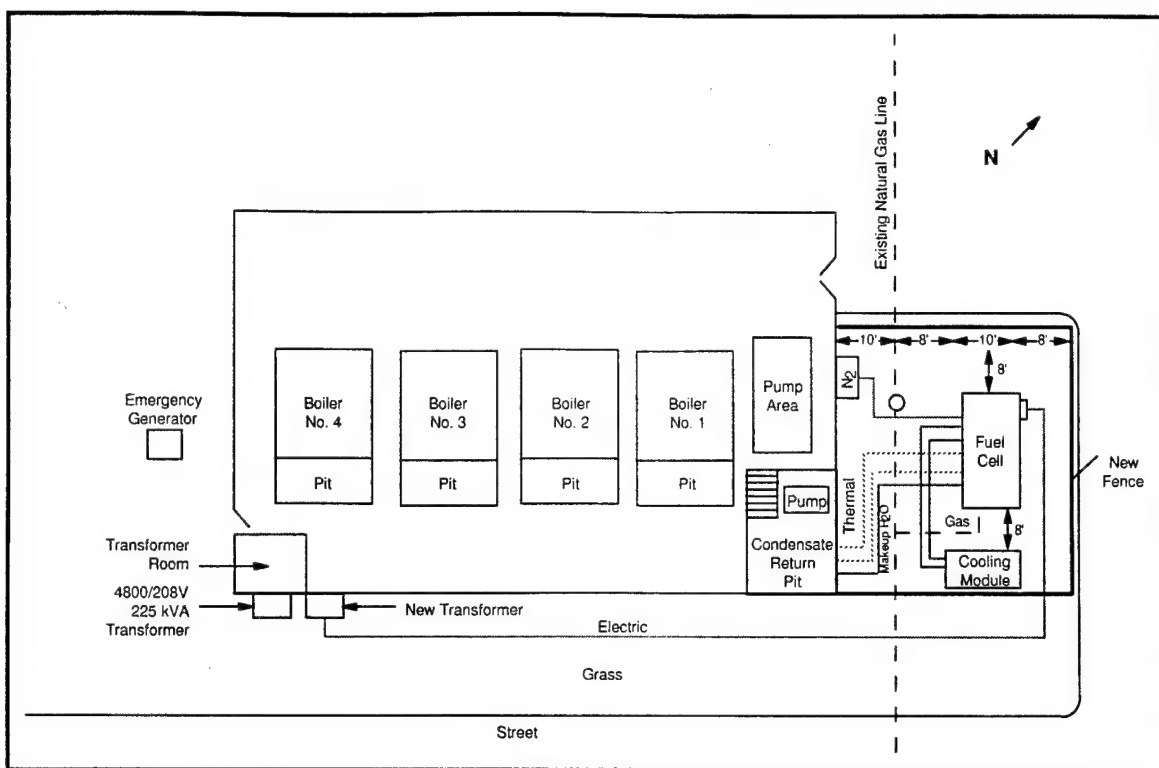 N
Existing Natural Gas Line
10'
8'
10'
8'
8'
N2
Pump
Area
Fuel
Cell
New
Fence
Emergency
Generator
Boiler
No. 4
Boiler
No. 3
Boiler
No. 2
Boiler
No. 1
Pit
Pit
Pit
Pit
Pump
Thermal
Makeup H2O
Gas
8'
Condensate
Return
Pit
Cooling
Module
Transformer
Room
4800/208V
225 kVA
Transformer
New Transformer
Electric
Grass
Street